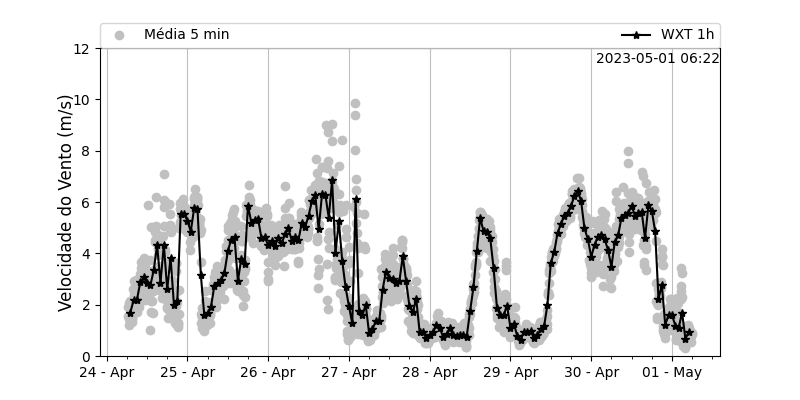 Média 5 min WXT 1h
2023-05-01 06:22
Velocidade do Vento (m/s)
12
10
8
6
4
2
0
24 - Apr 25 - Apr 26 - Apr 27 - Apr 28 - Apr 29 - Apr 30 - Apr 01 - May